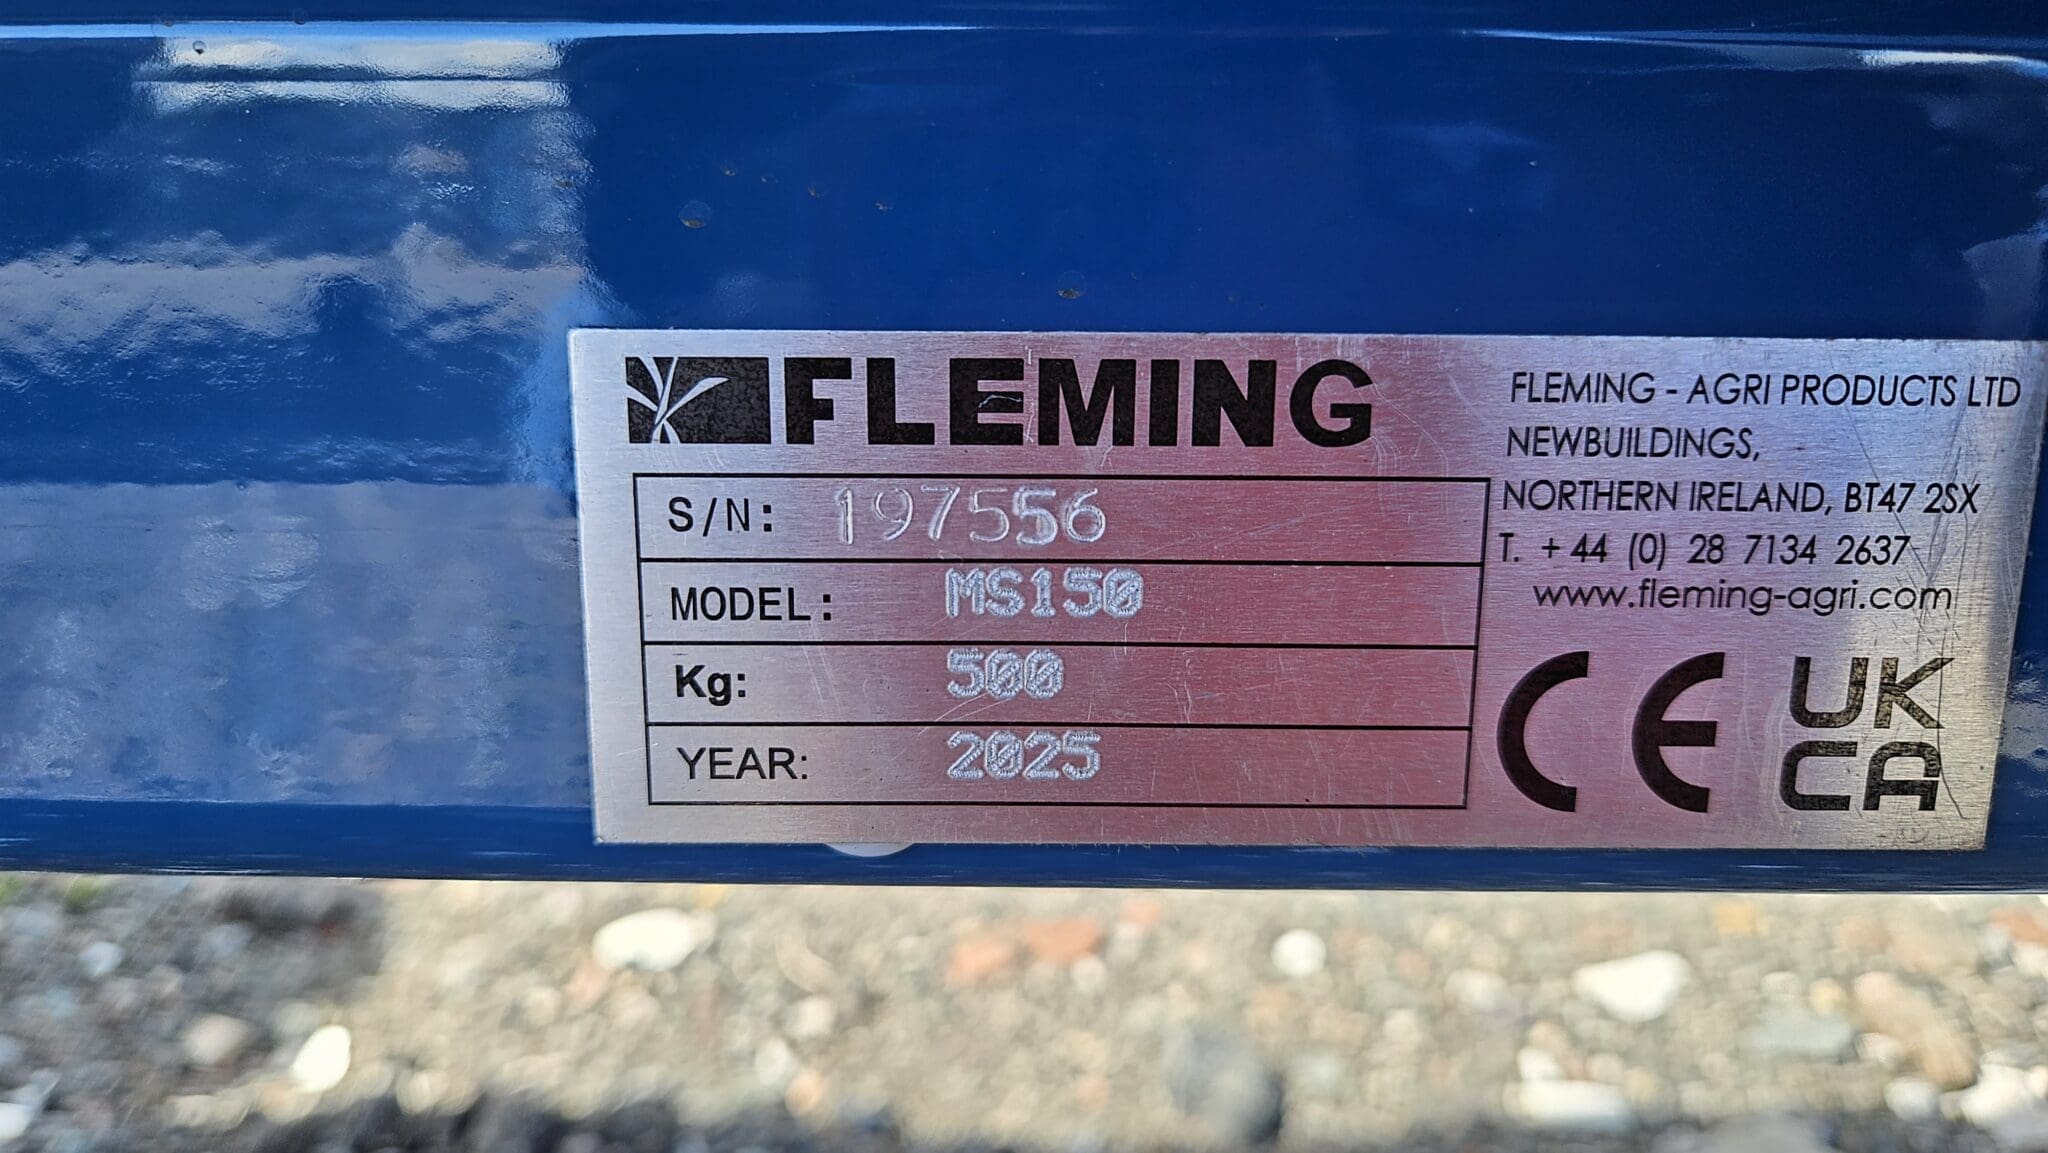 FLEMING
S/N: 197556
MODEL: MS150
Kg: 500
YEAR: 2025
FLEMING - AGRI PRODUCTS LTD
NEWBUILDINGS,
NORTHERN IRELAND, BT47 2SX
T. +44 (0) 28 7134 2637
www.fleming-agri.com
CE
UK
CA